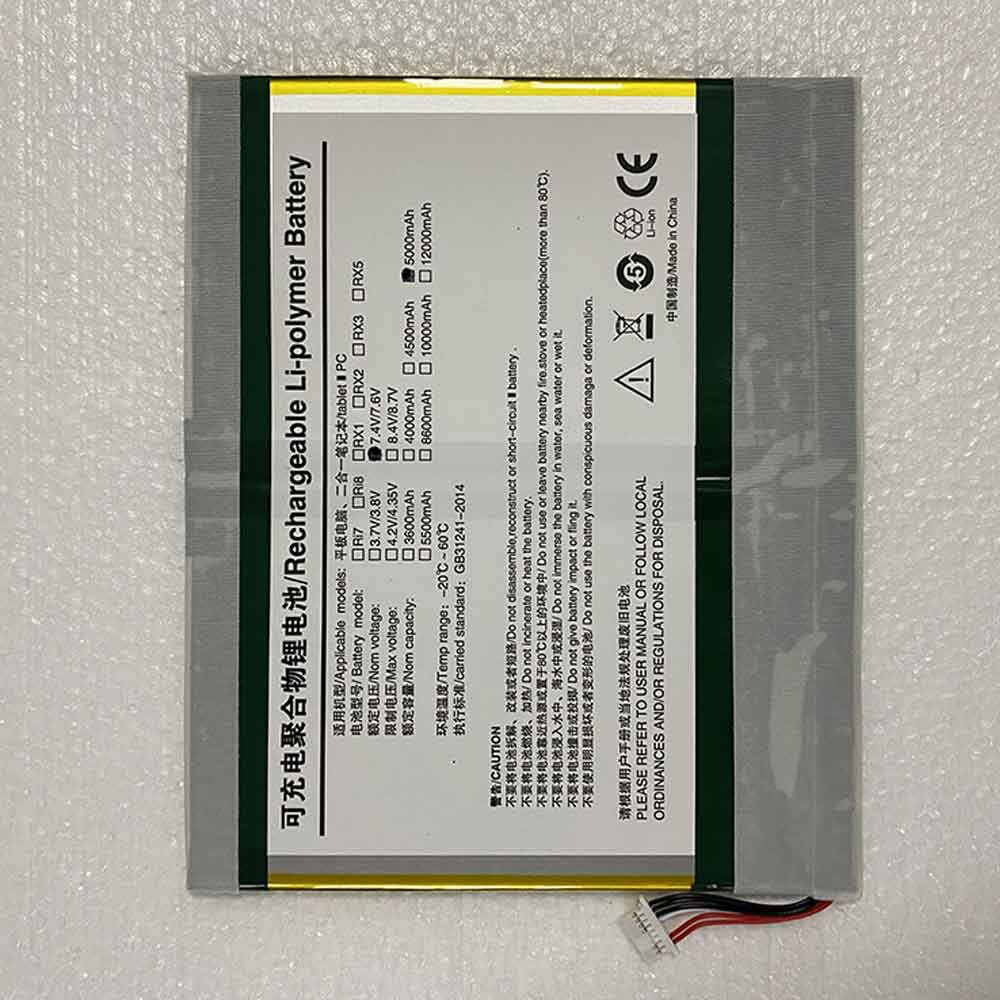 可充电聚合物锂电池/Rechargeable Li-polymer Battery
适用机型/Applicable models: 平板电脑、二合一笔记本/tablet PC
电池型号/ Battery model: □Ri7 □Ri8 □RX1 □RX2 □RX3 □RX5
额定电压/Nom voltage: □3.7V/3.8V ●7.4V/7.6V
限制电压/Max voltage: □4.2V/4.35V □8.4V/8.7V
额定容量/Nom capacity: □3600mAh □4000mAh □4500mAh ●5000mAh
□5500mAh □8600mAh □10000mAh □12000mAh
环境温度/Temp range: -20℃ ~ 60℃
执行标准/carried standard: GB31241-2014
警告/CAUTION
不要将电池拆解、改装或者短路/Do not disassemble,reconstruct or short-circuit battery .
不要将电池燃烧、加热/ Do not incinerate or heat the battery.
不要将电池靠近热源或置于80℃以上的环境中/ Do not use or leave battery nearby fire.stove or heatedplace(more than 80℃).
不要将电池浸入水中、海水中或浸湿/ Do not immense the battery in water, sea water or wet it.
不要将电池撞击或投掷/ Do not give battery impact or fling it.
不要使用明显损坏或者变形的电池/ Do not use the battery with conspicuous damaga or deformation.
请根据用户手册或当地法规处理废旧电池
PLEASE REFER TO USER MANUAL OR FOLLOW LOCAL
ORDINANCES AND/OR REGULATIONS FOR DISPOSAL.
5
Li-ion
CE
中国制造/Made in China